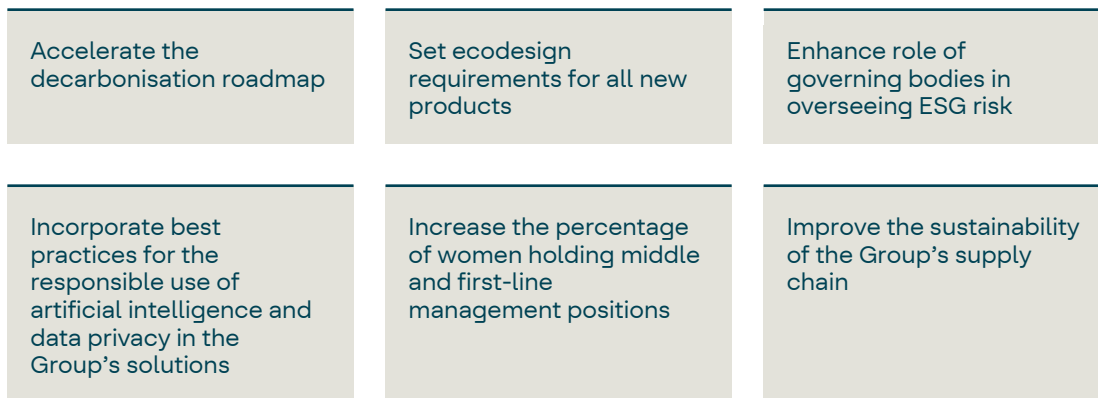 Accelerate the
decarbonisation roadmap
Set ecodesign
requirements for all new
products
Enhance role of
governing bodies in
overseeing ESG risk
Incorporate best
practices for the
responsible use of
artificial intelligence and
data privacy in the
Group’s solutions
Increase the percentage
of women holding middle
and first-line
management positions
Improve the sustainability
of the Group’s supply
chain